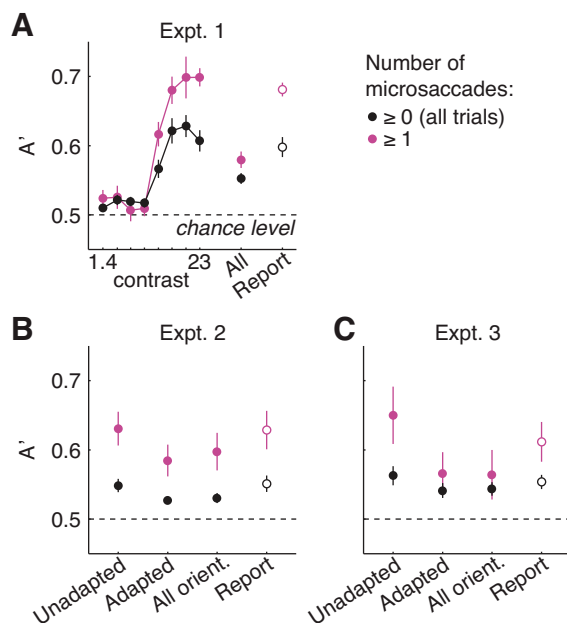 A
Expt. 1
Number of
microsaccades:
≥ 0 (all trials)
≥ 1
0.7
0.6
0.5
A'
chance level
1.4
23
contrast
All
Report
B
Expt. 2
0.7
0.6
0.5
A'
Unadapted
Adapted
All orient.
Report
C
Expt. 3
Unadapted
Adapted
All orient.
Report